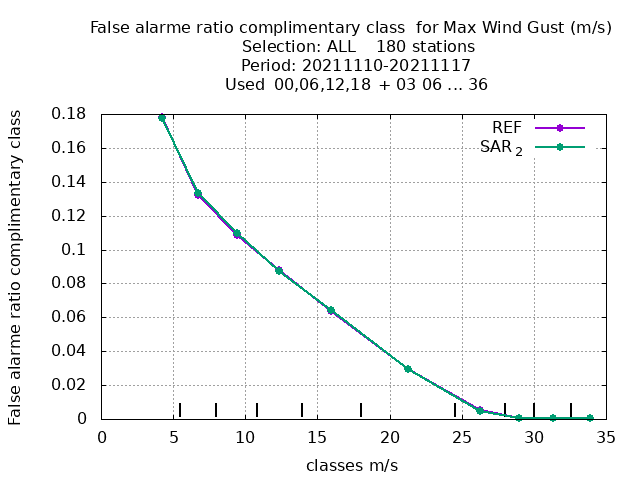 False alarme ratio complimentary class  for Max Wind Gust (m/s)
Selection: ALL    180 stations
Period: 20211110-20211117
Used  00,06,12,18  + 03 06 ... 36
False alarme ratio complimentary class
0.18
0.16
0.14
0.12
0.1
0.08
0.06
0.04
0.02
0
REF
SAR 2
0 5 10 15 20 25 30 35
classes m/s